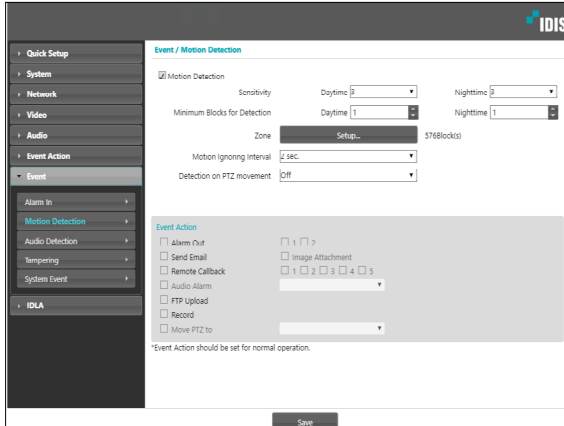 IDIS
Quick Setup
System
Network
Video
Audio
Event Action
Event
Alarm In
Motion Detection
Audio Detection
Tampering
System Event
IDLA
Event / Motion Detection
Motion Detection
Sensitivity Daytime 3 Nighttime 3
Minimum Blocks for Detection Daytime 1 Nighttime 1
Zone Setup... 576Block(s)
Motion Ignoring Interval 2 sec.
Detection on PTZ movement Off
Event Action
Alarm Out 1 2
Send Email Image Attachment
Remote Callback 1 2 3 4 5
Audio Alarm
FTP Upload
Record
Move PTZ to
*Event Action should be set for normal operation.
Save